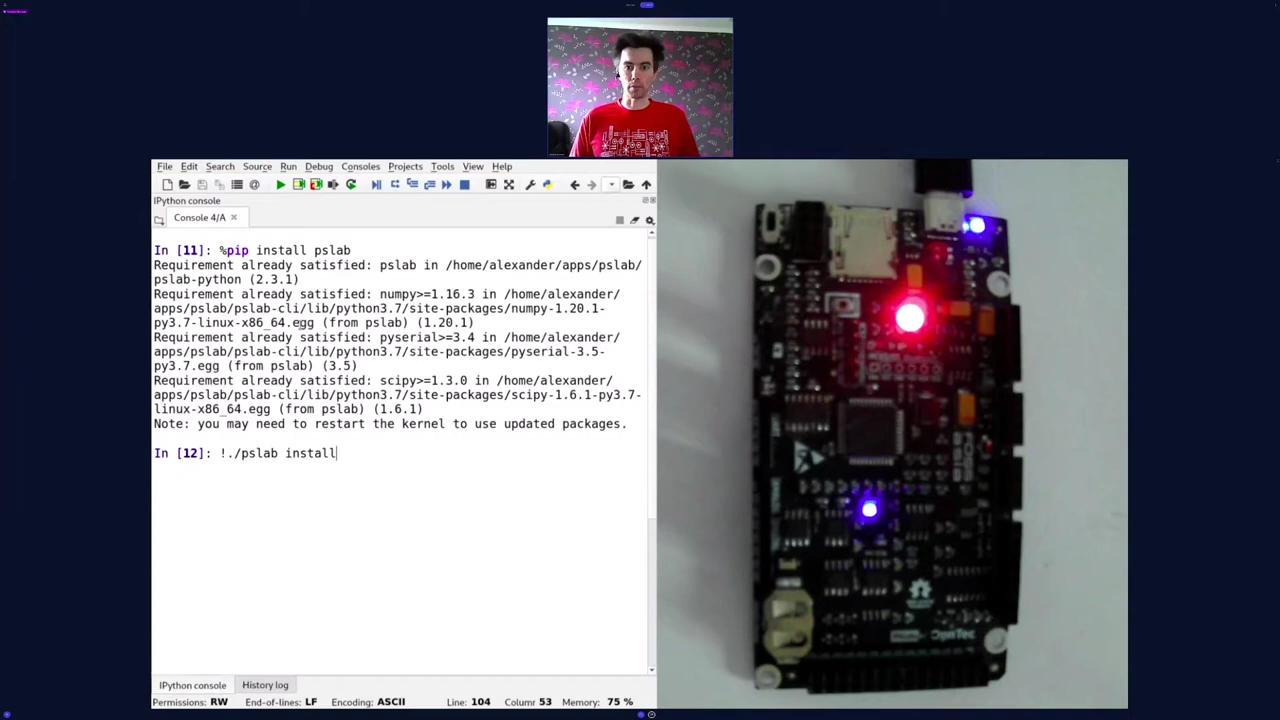 File Edit Search Source Run Debug Consoles Projects Tools View Help
IPython console
Console 4/A
In [11]: %pip install pslab
Requirement already satisfied: pslab in /home/alexander/apps/pslab/
pslab-python (2.3.1)
Requirement already satisfied: numpy>=1.16.3 in /home/alexander/
apps/pslab/pslab-cli/lib/python3.7/site-packages/numpy-1.20.1-
py3.7-linux-x86_64.egg (from pslab) (1.20.1)
Requirement already satisfied: pyserial>=3.4 in /home/alexander/
apps/pslab/pslab-cli/lib/python3.7/site-packages/pyserial-3.5-
py3.7.egg (from pslab) (3.5)
Requirement already satisfied: scipy>=1.3.0 in /home/alexander/
apps/pslab/pslab-cli/lib/python3.7/site-packages/scipy-1.6.1-py3.7-
linux-x86_64.egg (from pslab) (1.6.1)
Note: you may need to restart the kernel to use updated packages.
In [12]: !./pslab install
IPython console History log
Permissions: RW End-of-lines: LF Encoding: ASCII Line: 104 Column: 53 Memory: 75 %